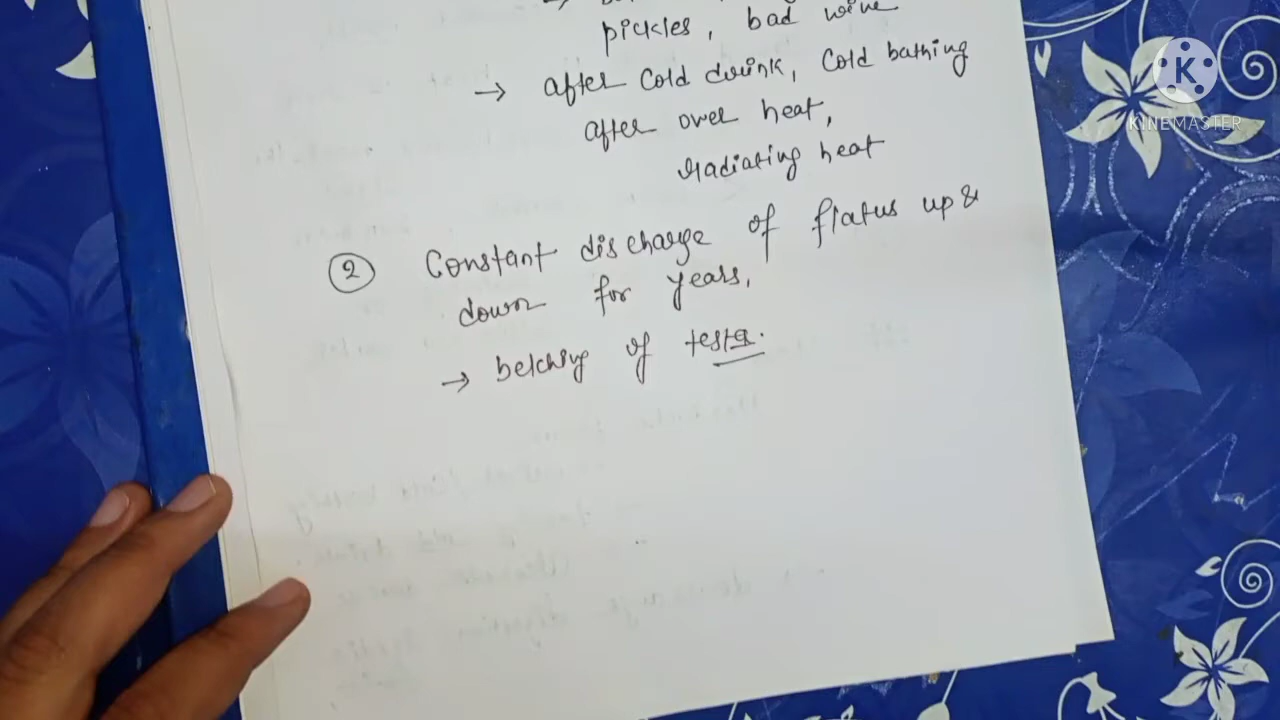 →
pickles, bad wine
→ after cold drink, cold bathing
after over heat,
radiating heat
② Constant discharge of flatus up &
down for years,
→ belching of
K
KINEMASTER